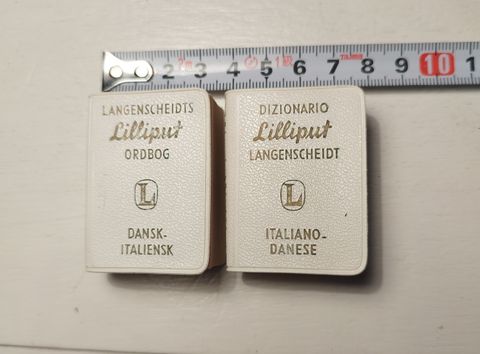 2 3 4 5 6 7 8 9 10 1
LANGENSCHEIDTS
Lilliput
ORDBOG
L
DANSK-
ITALIENSK
DIZIONARIO
Lilliput
LANGENSCHEIDT
L
ITALIANO-
DANESE